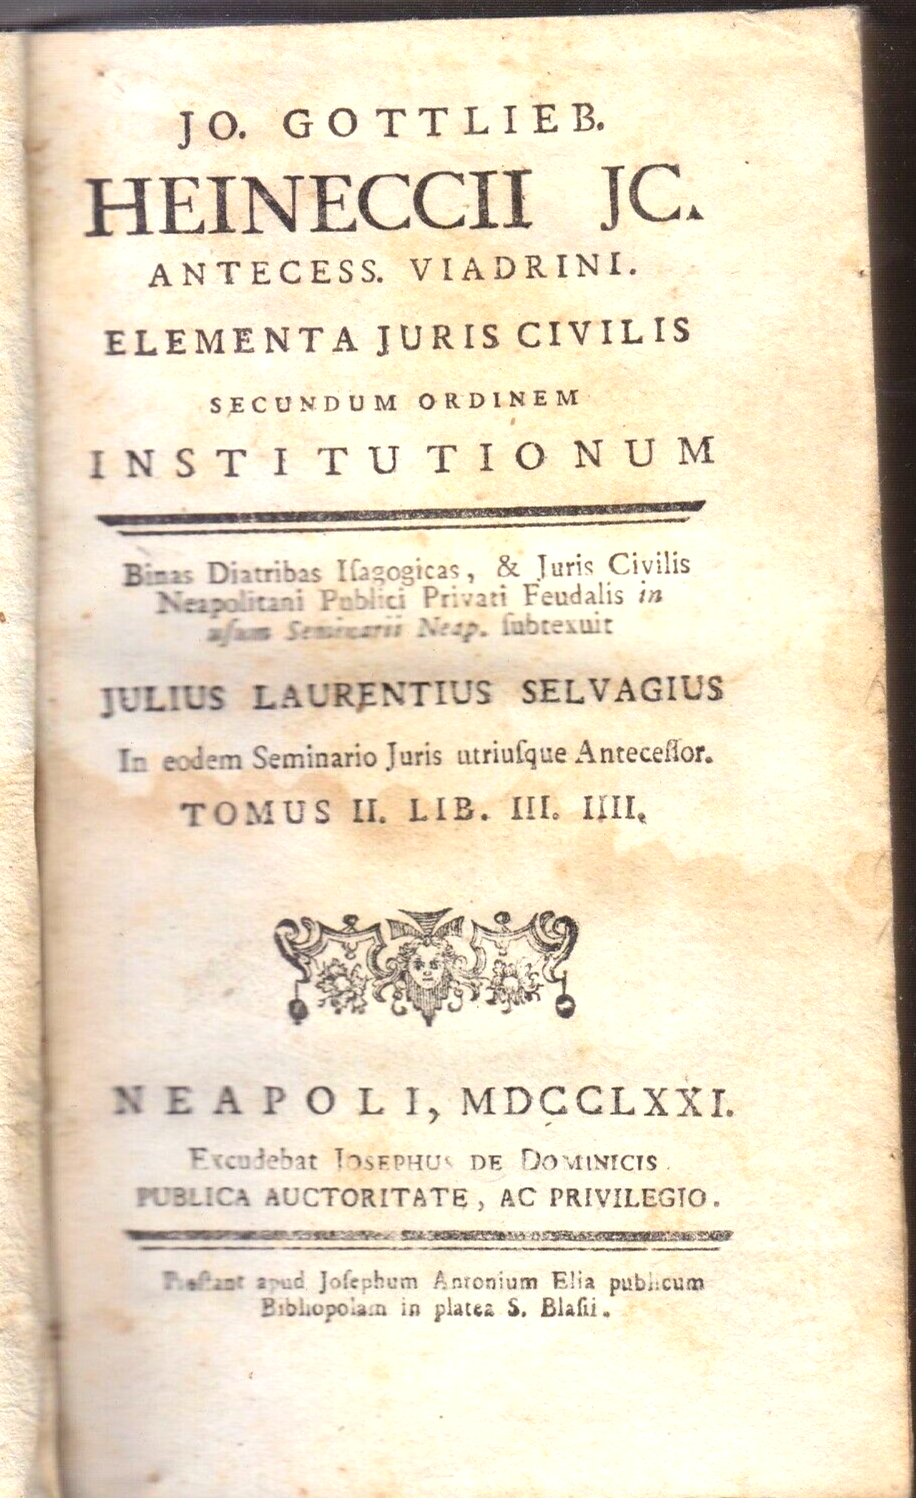 JO. GOTTLIEB.
HEINECCII JC.
ANTECESS. VIADRINI.
ELEMENTA JURIS CIVILIS
SECUNDUM ORDINEM
INSTITUTIONUM
Binas Diatribas Iſagogicas, & Juris Civilis
Neapolitani Publici Privati Feudalis in
uſum Seminarii Neap. ſubtexuit
JULIUS LAURENTIUS SELVAGIUS
In eodem Seminario Juris utriuſque Anteceſſor.
TOMUS II. LIB. III. IIII.
NEAPOLI, MDCCLXXI.
Excudebat JOSEPHUS DE DOMINICIS
PUBLICA AUCTORITATE, AC PRIVILEGIO.
Proſtant apud Joſephum Antonium Elia publicum
Bibliopolam in platea S. Blaſii.